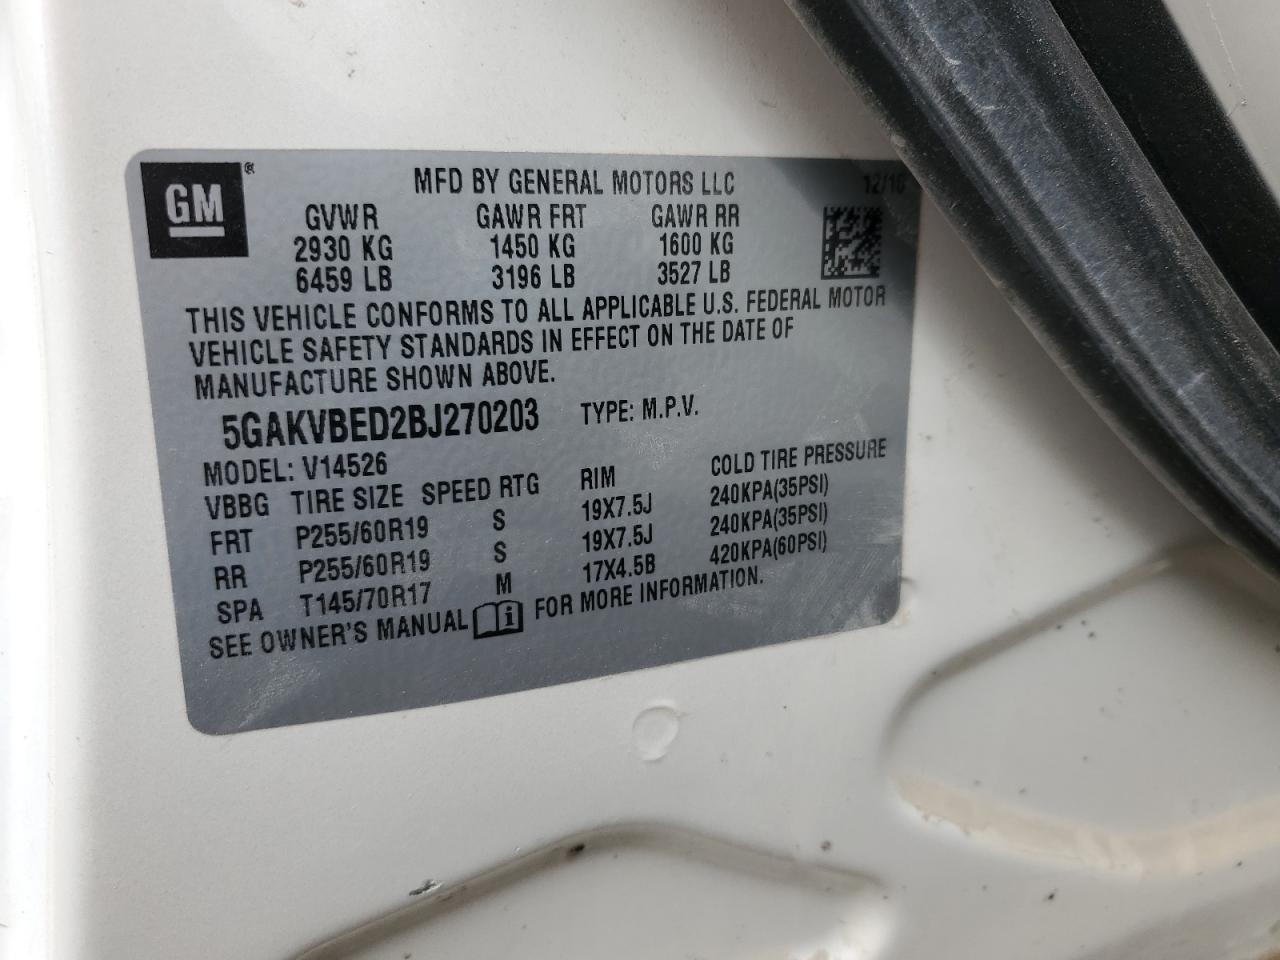 GM ®
MFD BY GENERAL MOTORS LLC
GVWR GAWR FRT GAWR RR
2930 KG 1450 KG 1600 KG
6459 LB 3196 LB 3527 LB
THIS VEHICLE CONFORMS TO ALL APPLICABLE U.S. FEDERAL MOTOR
VEHICLE SAFETY STANDARDS IN EFFECT ON THE DATE OF
MANUFACTURE SHOWN ABOVE.
5GAKVBED2BJ270203 TYPE: M.P.V.
MODEL: V14526
VBBG TIRE SIZE SPEED RTG RIM COLD TIRE PRESSURE
FRT P255/60R19 S 19X7.5J 240KPA(35PSI)
RR P255/60R19 S 19X7.5J 240KPA(35PSI)
SPA T145/70R17 M 17X4.5B 420KPA(60PSI)
SEE OWNER'S MANUAL i FOR MORE INFORMATION.